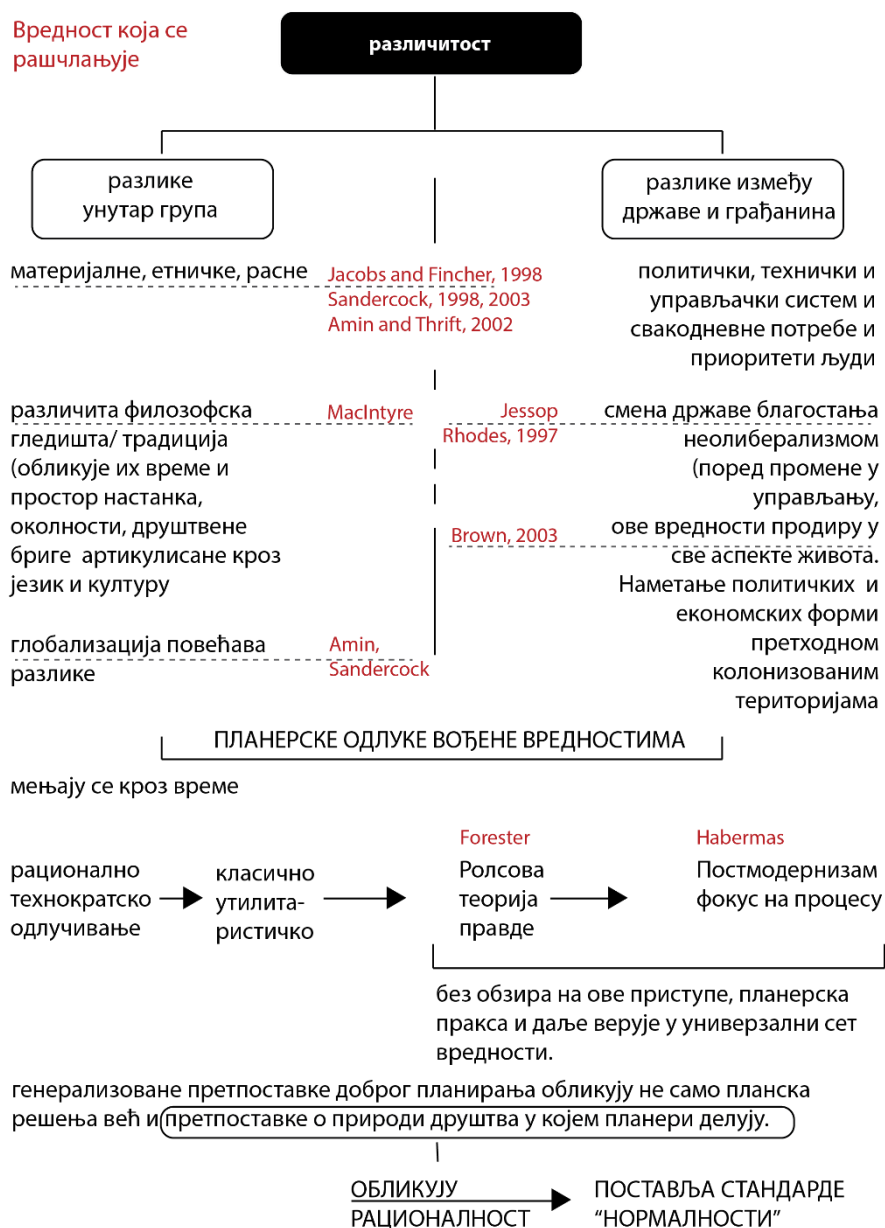 Вредност која се
рашчлањује
различитост
разлике
унутар група
разлике између
државе и грађанина
материјалне, етничке, расне
Jacobs and Fincher, 1998
Sandercock, 1998, 2003
Amin and Thrift, 2002
политички, технички и
управљачки систем и
свакодневне потребе и
приоритети људи
различита филозофска
гледишта/ традиција
(обликује их време и
простор настанка,
околности, друштвене
бриге артикулисане кроз
језик и културу
MacIntyre
Jessop
Rhodes, 1997
смена државе благостања
неолиберализмом
(поред промене у
управљању,
ове вредности продиру у
све аспекте живота.
Наметање политичких и
економских форми
претходном
колонизованим
територијама
Brown, 2003
глобализација повећава
разлике
Amin,
Sandercock
ПЛАНЕРСКЕ ОДЛУКЕ ВОЂЕНЕ ВРЕДНОСТИМА
мењају се кроз време
рационално
технократско
одлучивање
класично
утилита-
ристичко
Forester
Ролсова
теорија
правде
Habermas
Постмодернизам
фокус на процесу
без обзира на ове приступе, планерска
пракса и даље верује у универзални сет
вредности.
генерализоване претпоставке доброг планирања обликују не само планска
решења већ и претпоставке о природи друштва у којем планери делују.
ОБЛИКУЈУ
РАЦИОНАЛНОСТ
ПОСТАВЉА СТАНДАРДЕ
“НОРМАЛНОСТИ”